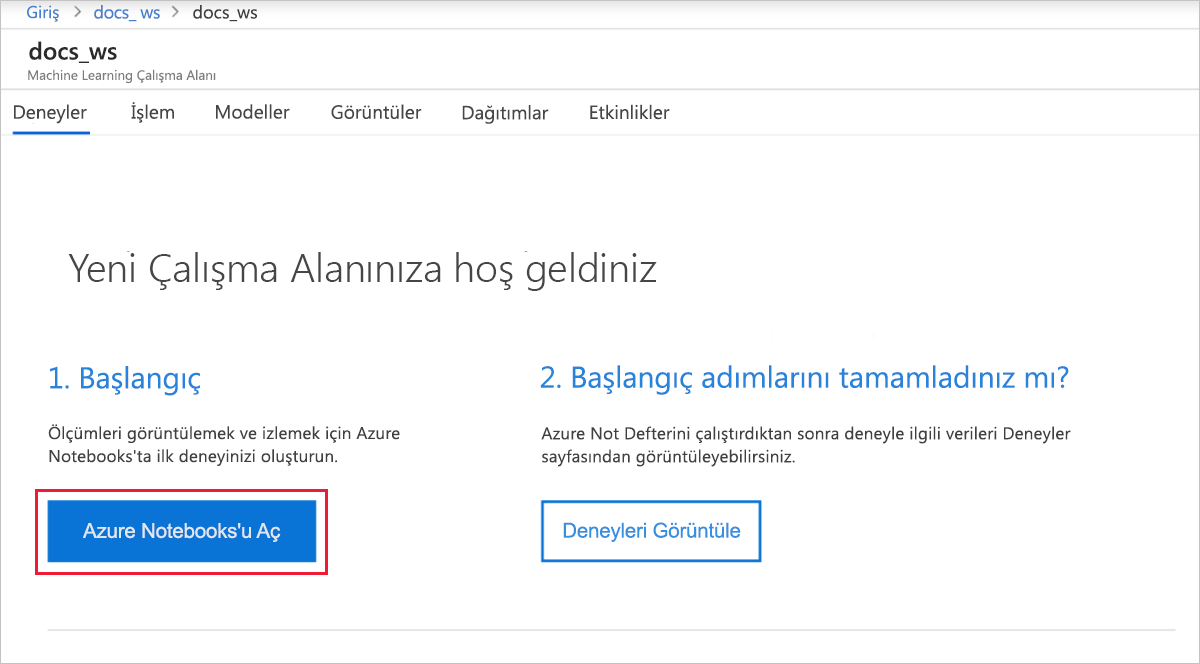 Giriş > docs_ ws > docs_ws
docs_ws
Machine Learning Çalışma Alanı
Deneyler İşlem Modeller Görüntüler Dağıtımlar Etkinlikler
Yeni Çalışma Alanınıza hoş geldiniz
1. Başlangıç
Ölçümleri görüntülemek ve izlemek için Azure
Notebooks'ta ilk deneyinizi oluşturun.
Azure Notebooks'u Aç
2. Başlangıç adımlarını tamamladınız mı?
Azure Not Defterini çalıştırdıktan sonra deneyle ilgili verileri Deneyler
sayfasından görüntüleyebilirsiniz.
Deneyleri Görüntüle